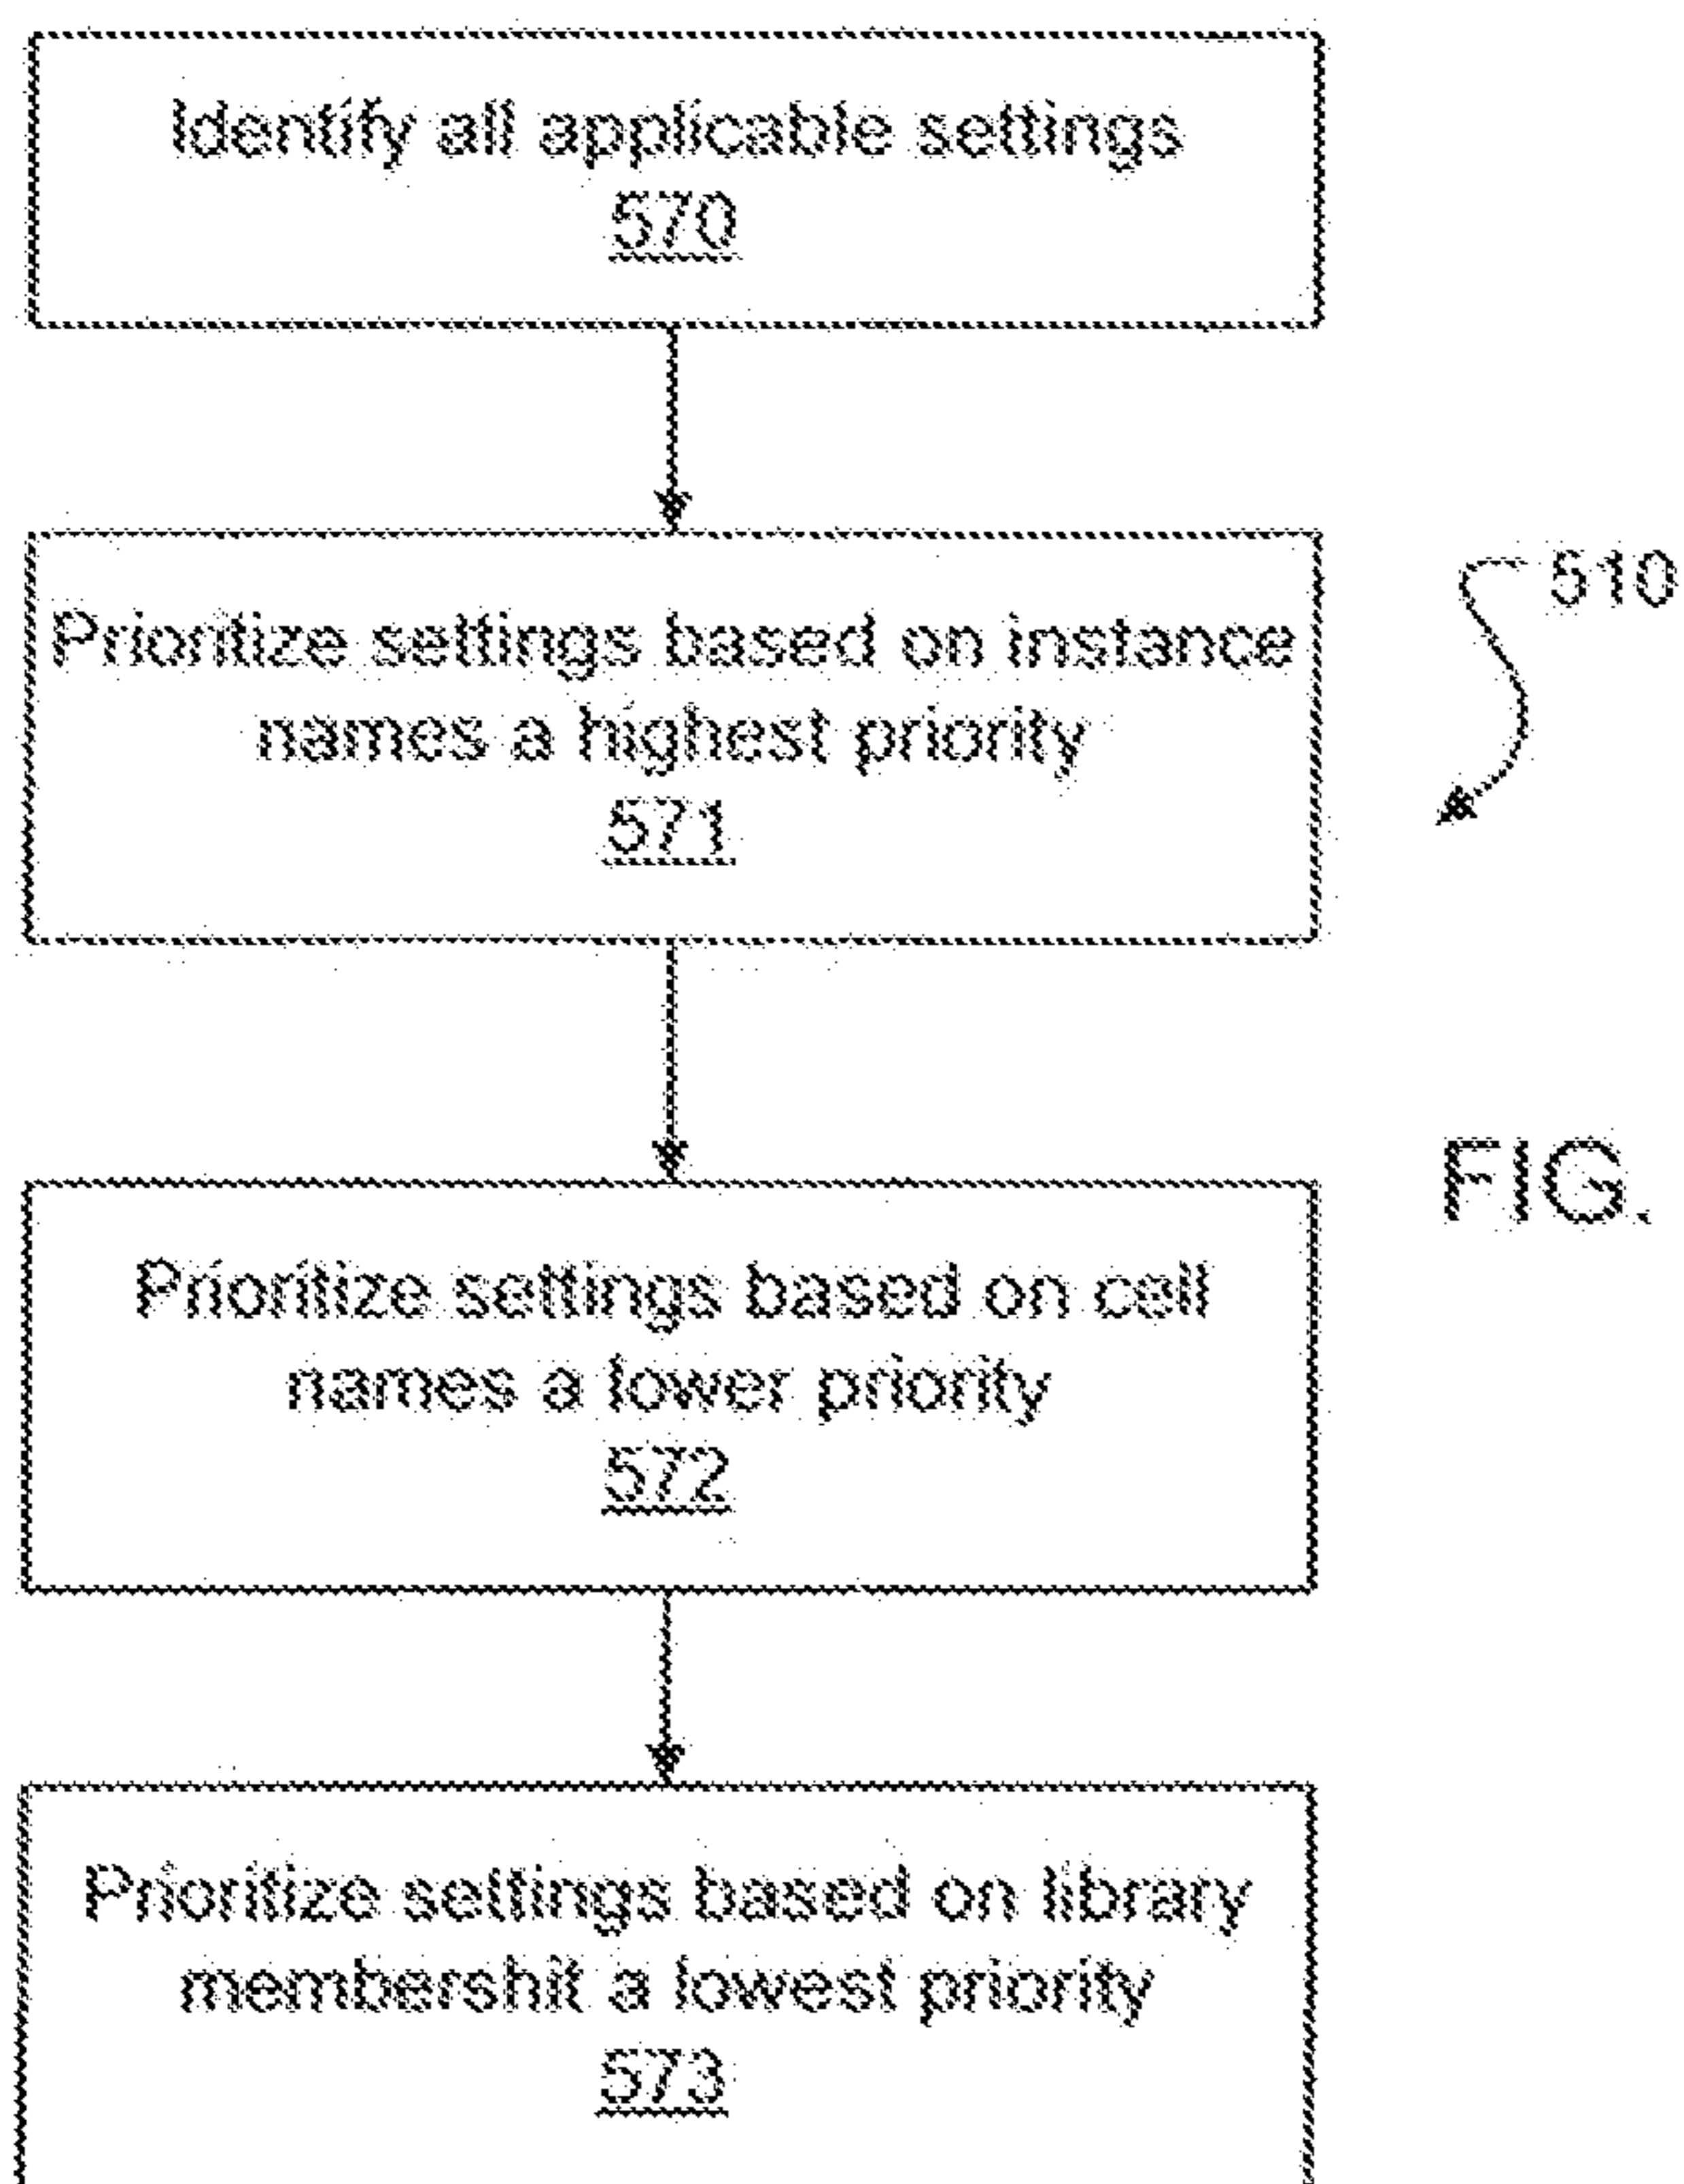 Identify all applicable settings
570
Prioritize settings based on instance
names a highest priority
571
510
FIG.
Prioritize settings based on cell
names a lower priority
572
Prioritize settings based on library
membershit a lowest priority
573